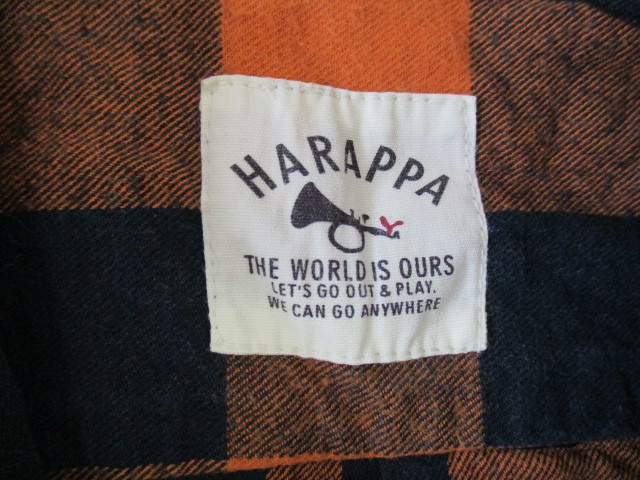 HARAPPA
THE WORLD IS OURS
LET'S GO OUT & PLAY.
WE CAN GO ANYWHERE